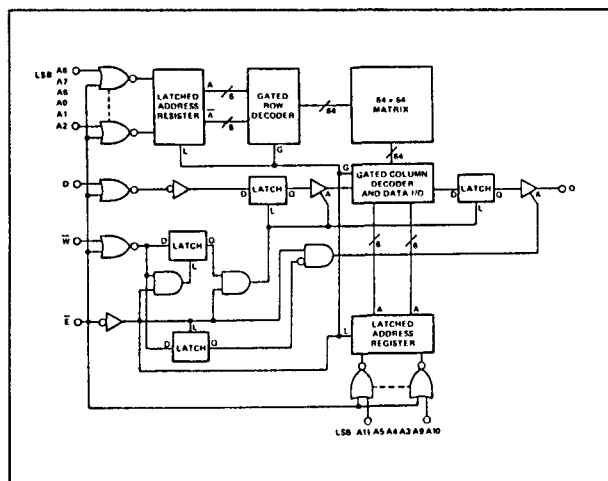 LSB A8
A7
A6
A0
A1
A2
LATCHED
ADDRESS
REGISTER
L
A
6
A
6
GATED
ROW
DECODER
G
64
64 × 64
MATRIX
64
D
D LATCH Q
L
A
G
GATED COLUMN
DECODER
AND DATA I/O
D LATCH Q
L
A
Q
W
D LATCH Q
L
6
6
E
L
D LATCH Q
A
A
L
LATCHED
ADDRESS
REGISTER
LSB A11 A5 A4 A3 A9 A10